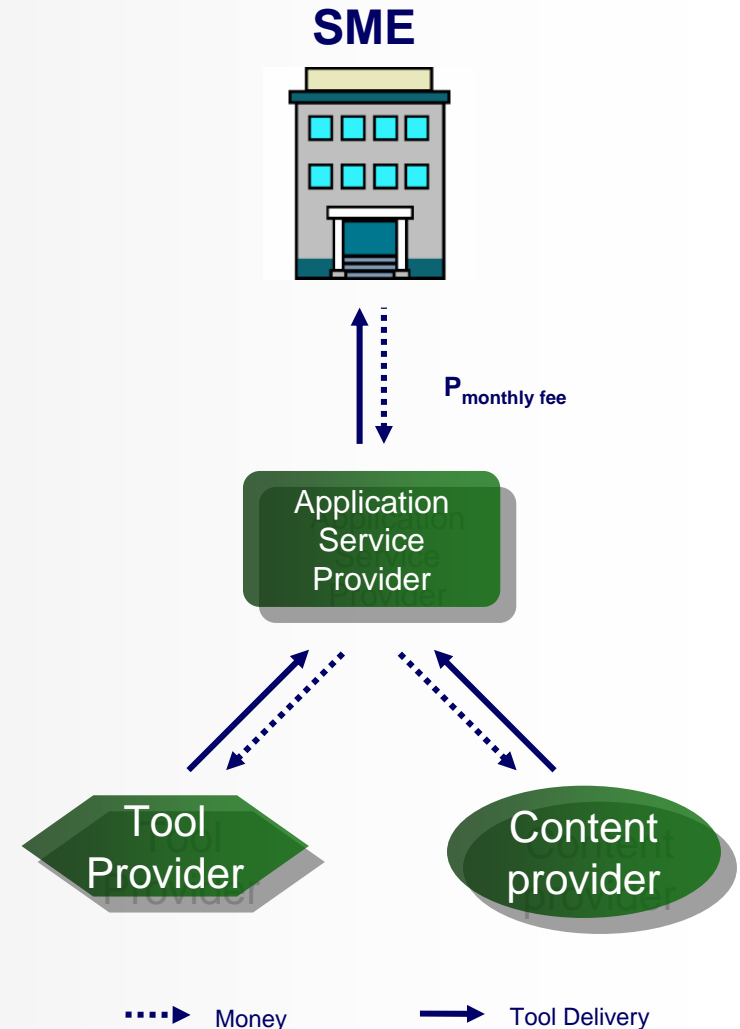 SME
P monthly fee
Application
Service
Provider
Tool
Provider
Content
provider
Money
Tool Delivery